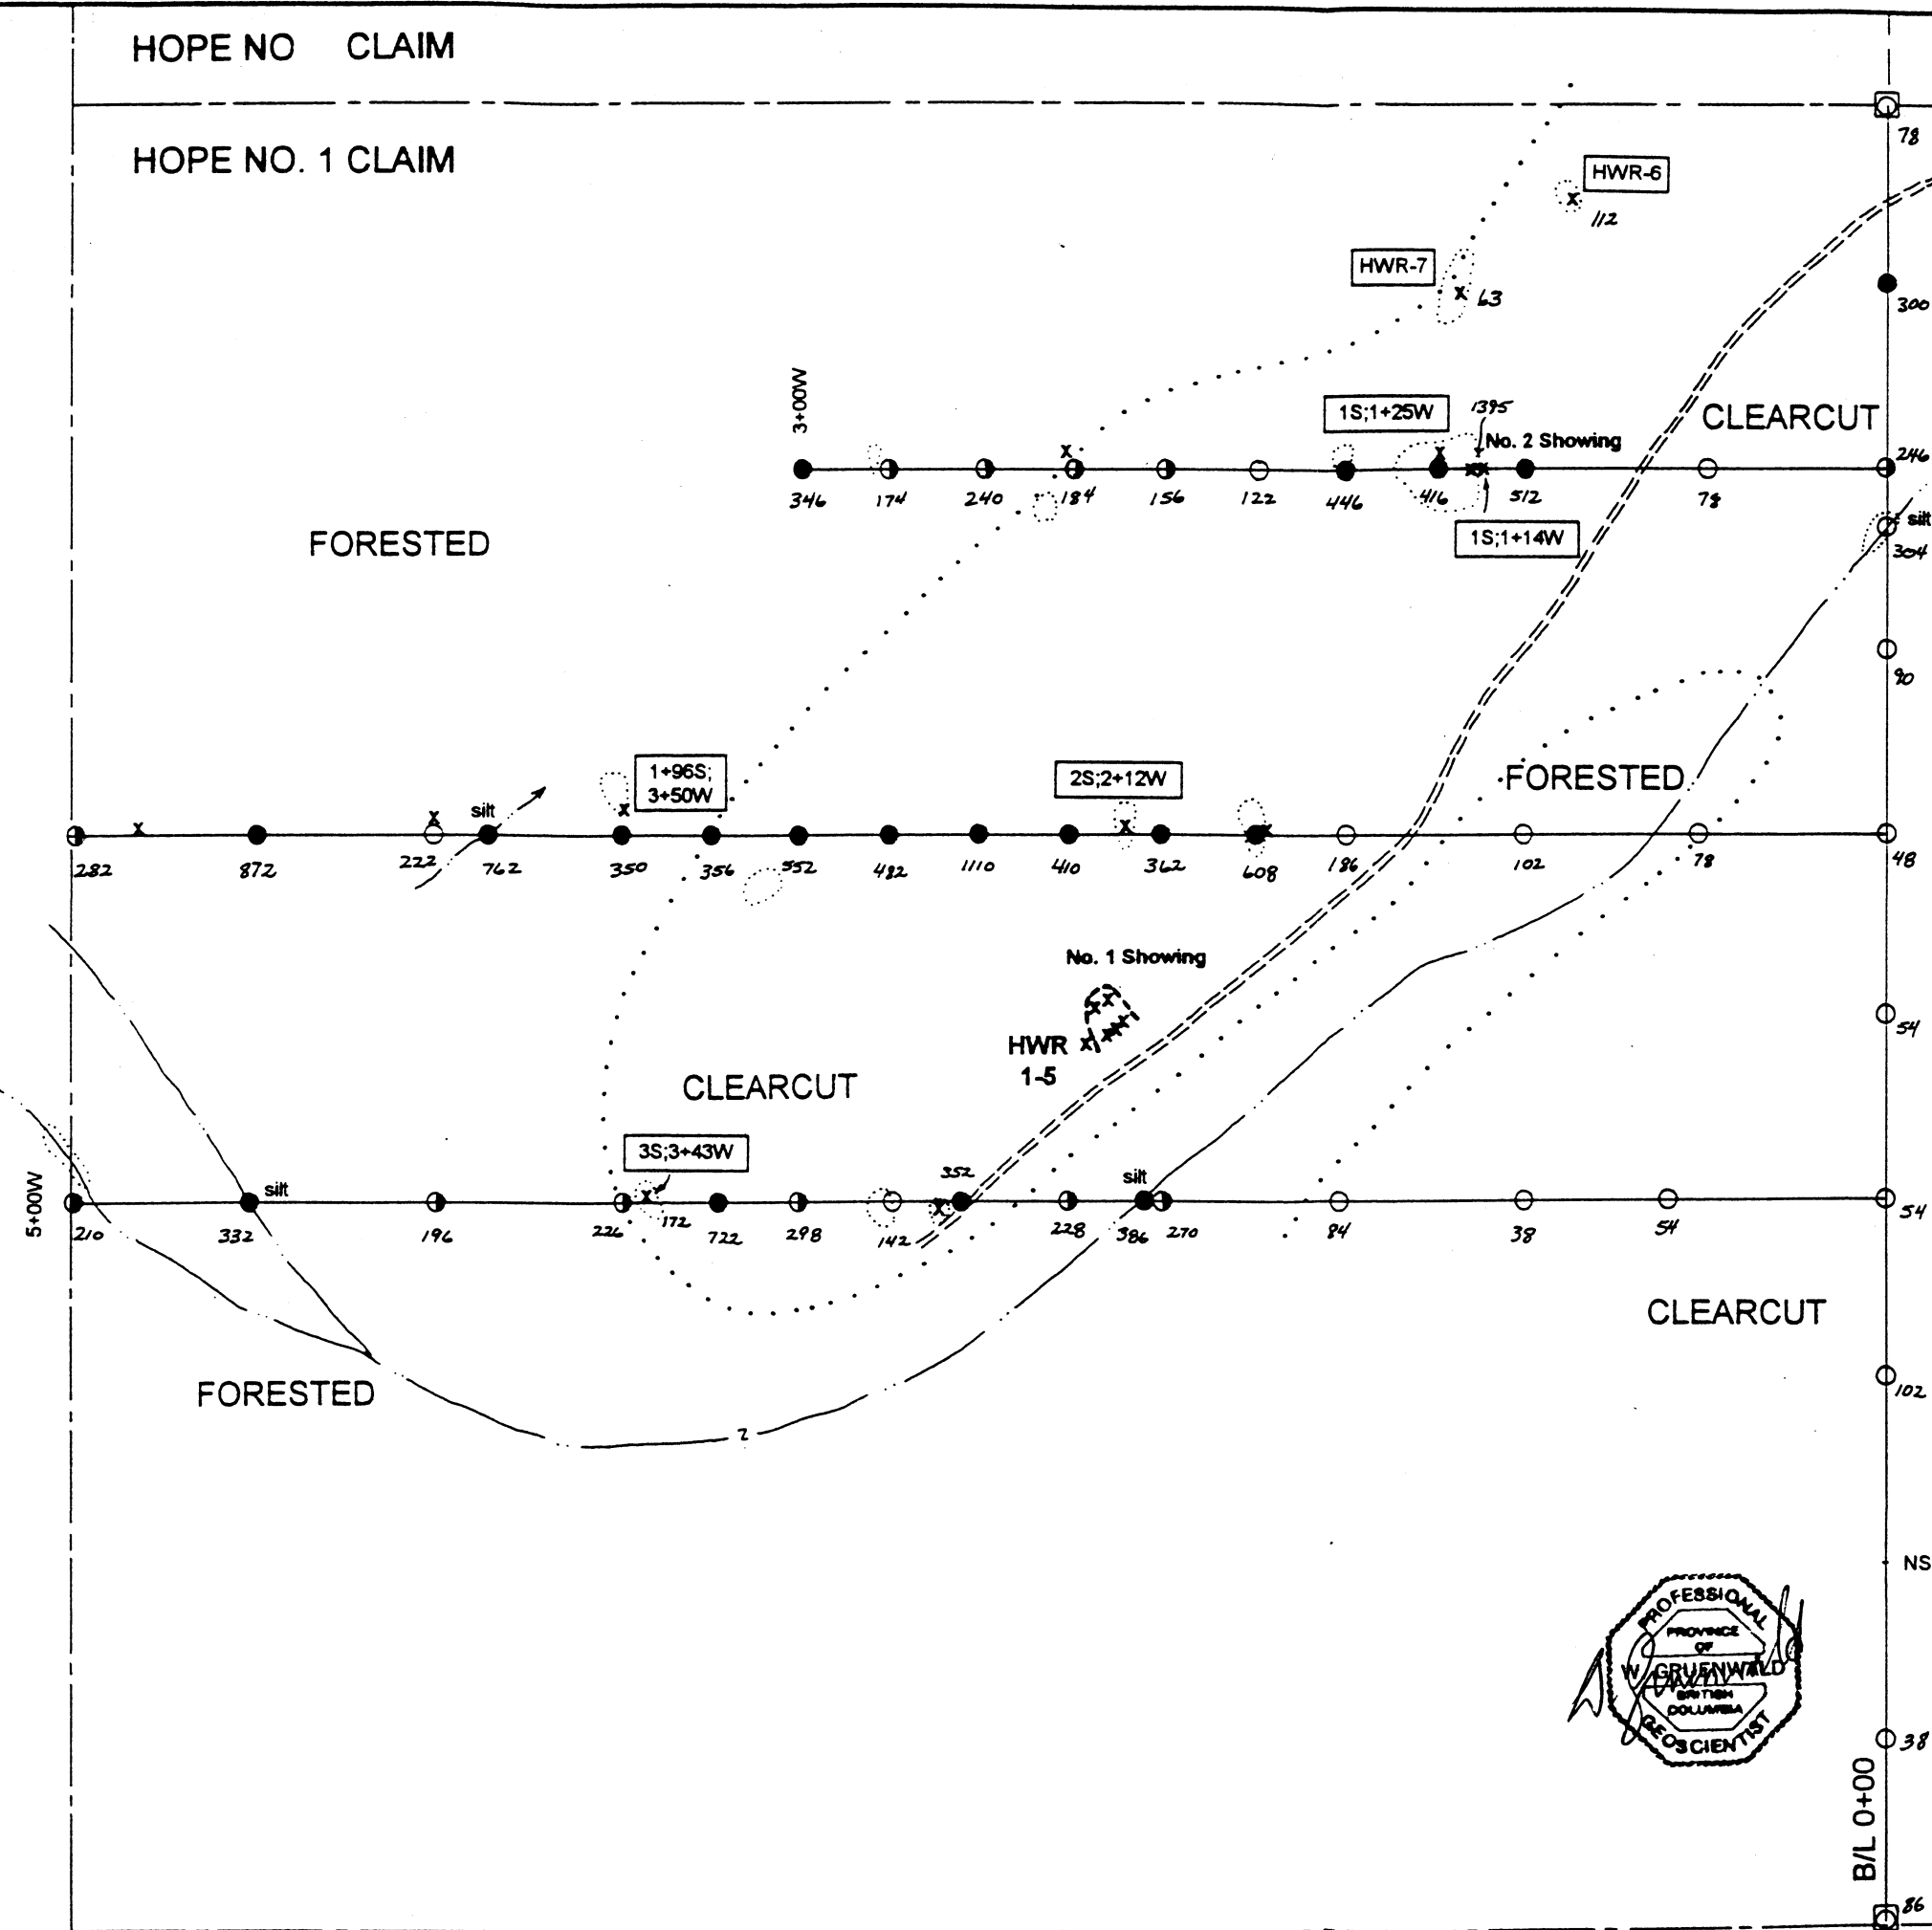 HOPE NO CLAIM
HOPE NO. 1 CLAIM
78
HWR-6
112
HWR-7
63
300
3+00W
1S;1+25W
1395
No. 2 Showing
CLEARCUT
246
346 174 240 184 156 122 446 416 512 78
1S;1+14W
silt
304
FORESTED
90
1+96S;
3+50W
2S;2+12W
FORESTED
silt
282 872 222 762 350 356 552 482 1110 410 362 608 186 102 78 48
No. 1 Showing
54
HWR
1-5
CLEARCUT
3S;3+43W
5+00W
silt
352
silt
210 332 196 226 172 722 298 142 228 386 270 84 38 54 54
CLEARCUT
FORESTED
102
NS
PROFESSIONAL
PROVINCE
OF
W. GRUENWALD
BRITISH
COLUMBIA
GEOSCIENTIST
38
B/L 0+00
86